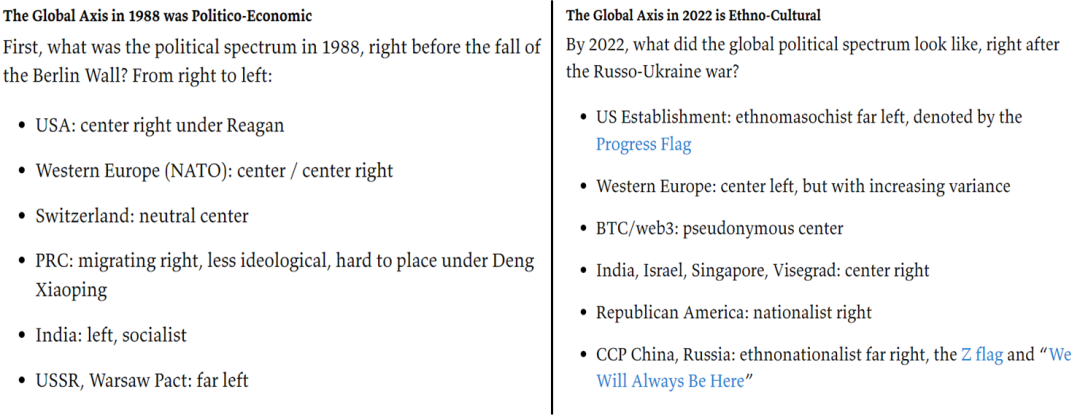 The Global Axis in 1988 was Politico-Economic
First, what was the political spectrum in 1988, right before the fall of
the Berlin Wall? From right to left:
• USA: center right under Reagan
• Western Europe (NATO): center / center right
• Switzerland: neutral center
• PRC: migrating right, less ideological, hard to place under Deng
Xiaoping
• India: left, socialist
• USSR, Warsaw Pact: far left
The Global Axis in 2022 is Ethno-Cultural
By 2022, what did the global political spectrum look like, right after
the Russo-Ukraine war?
• US Establishment: ethnomasochist far left, denoted by the
Progress Flag
• Western Europe: center left, but with increasing variance
• BTC/web3: pseudonymous center
• India, Israel, Singapore, Visegrad: center right
• Republican America: nationalist right
• CCP China, Russia: ethnonationalist far right, the Z flag and “We
Will Always Be Here”